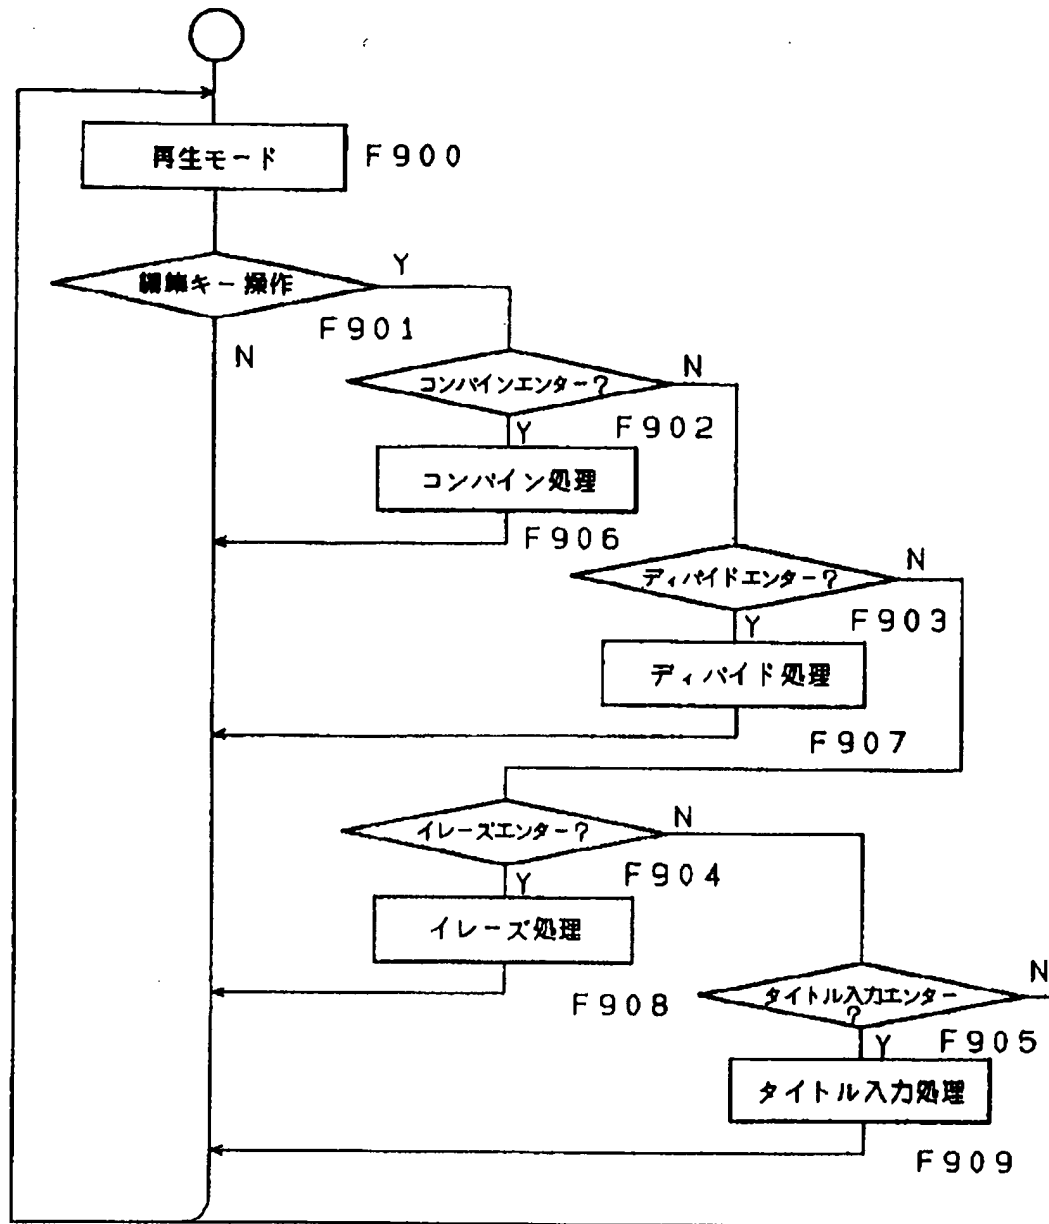 再生モード
F900
編集キー操作
Y
F901
N
コンバインエンター?
N
F902
Y
コンバイン処理
F906
ディバイドエンター?
N
F903
Y
ディバイド処理
F907
イレーズエンター?
N
F904
Y
イレーズ処理
F908
タイトル入力エンター
?
N
F905
Y
タイトル入力処理
F909